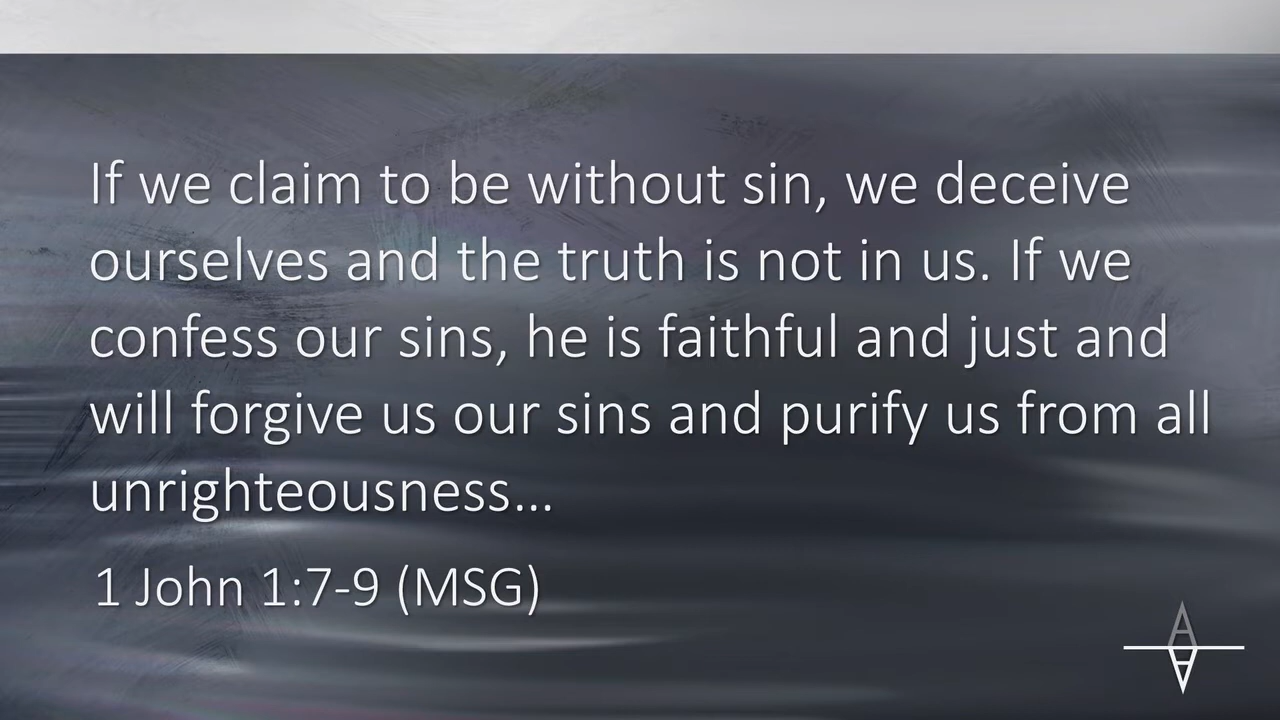 If we claim to be without sin, we deceive
ourselves and the truth is not in us. If we
confess our sins, he is faithful and just and
will forgive us our sins and purify us from all
unrighteousness...
1 John 1:7-9 (MSG)